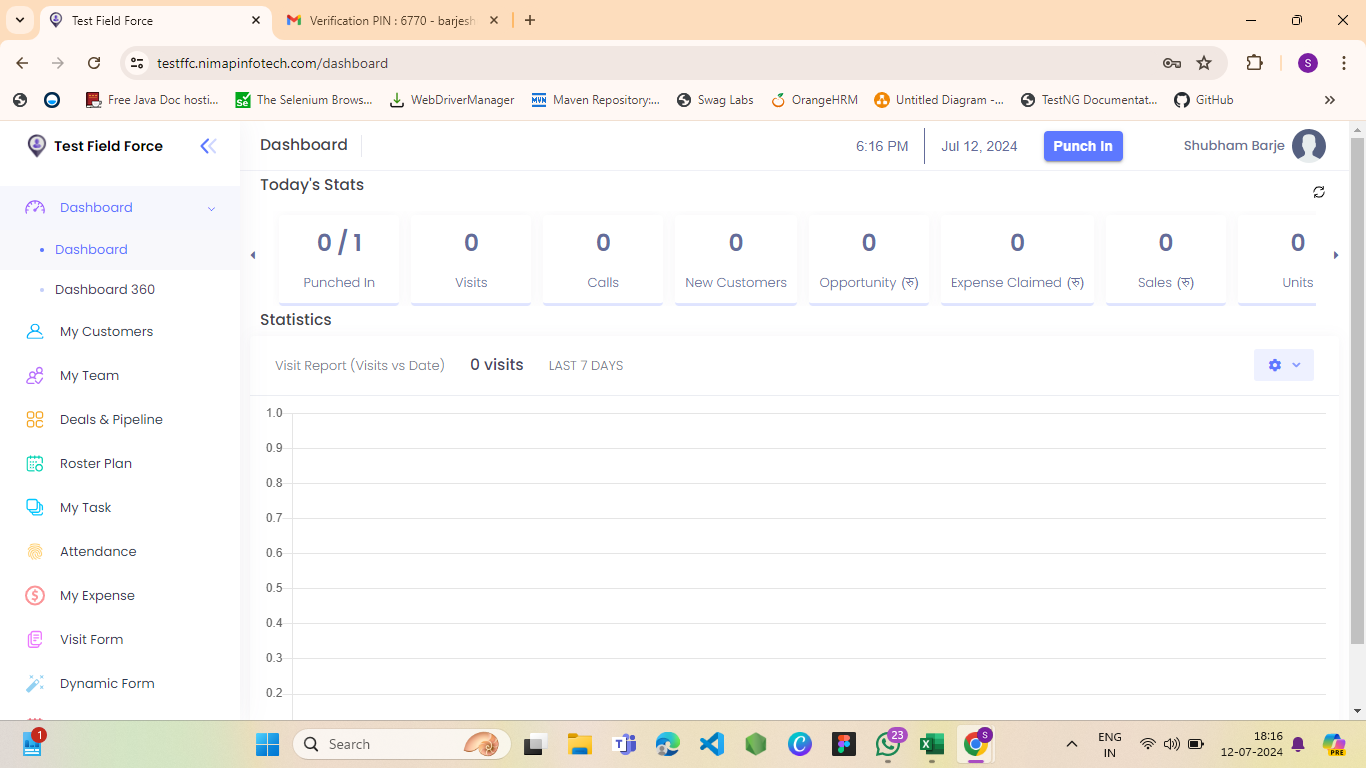 Test Field Force
Verification PIN : 6770 - barjesh
testffc.nimapinfotech.com/dashboard
S
Free Java Doc hosti...
The Selenium Brows...
WebDriverManager
Maven Repository:...
Swag Labs
OrangeHRM
Untitled Diagram -...
TestNG Documentat...
GitHub
Test Field Force
Dashboard
6:16 PM
Jul 12, 2024
Punch In
Shubham Barje
Dashboard
Dashboard
Dashboard 360
My Customers
My Team
Deals & Pipeline
Roster Plan
My Task
Attendance
My Expense
Visit Form
Dynamic Form
Today's Stats
0 / 1
Punched In
0
Visits
0
Calls
0
New Customers
0
Opportunity (रु)
0
Expense Claimed (रु)
0
Sales (रु)
0
Units
Statistics
Visit Report (Visits vs Date)
0 visits
LAST 7 DAYS
1.0
0.9
0.8
0.7
0.6
0.5
0.4
0.3
0.2
1
Search
23
S
ENG
IN
18:16
12-07-2024
PRE